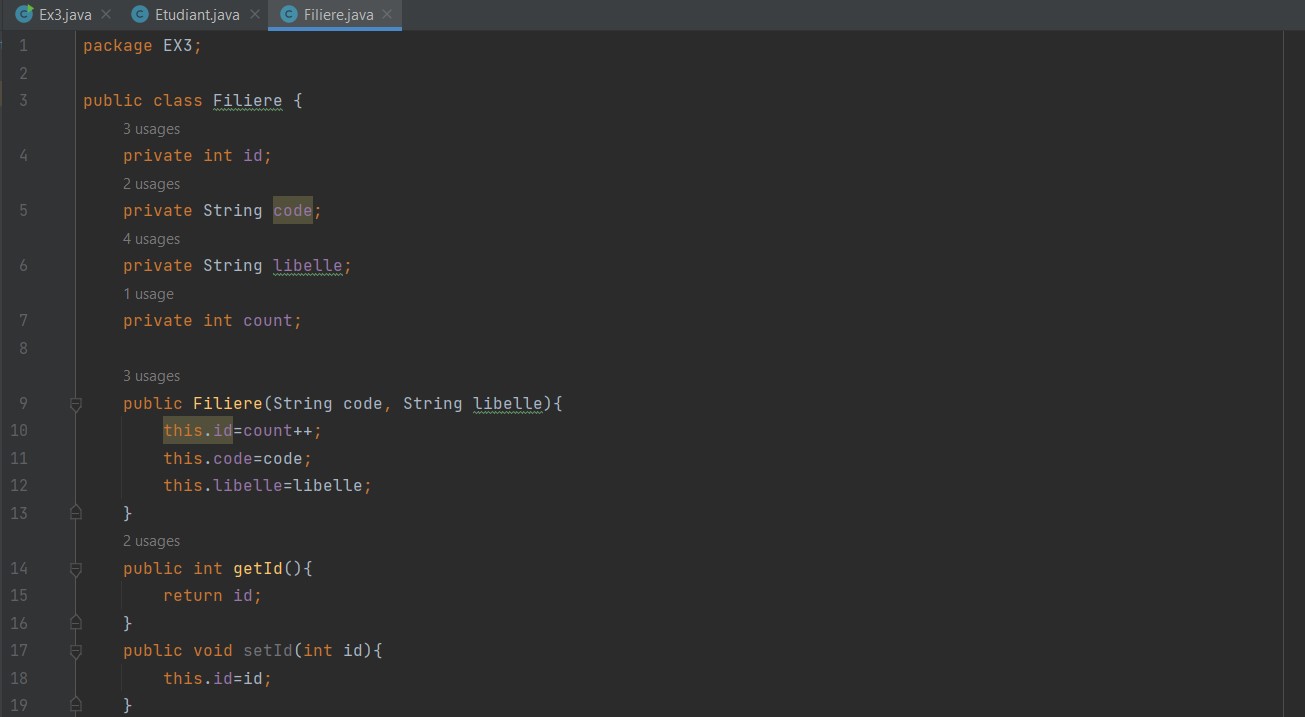 Ex3.java Etudiant.java Filiere.java
1 package EX3;
2
3 public class Filiere {
3 usages
4 private int id;
2 usages
5 private String code;
4 usages
6 private String libelle;
1 usage
7 private int count;
8
3 usages
9 public Filiere(String code, String libelle){
10 this.id=count++;
11 this.code=code;
12 this.libelle=libelle;
13 }
2 usages
14 public int getId(){
15 return id;
16 }
17 public void setId(int id){
18 this.id=id;
19 }